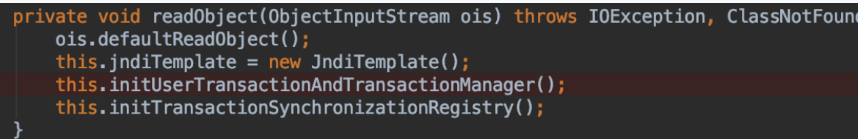 private void readObject(ObjectInputStream ois) throws IOException, ClassNotFoun
ois.defaultReadObject();
this.jndiTemplate = new JndiTemplate();
this.initUserTransactionAndTransactionManager();
this.initTransactionSynchronizationRegistry();
}